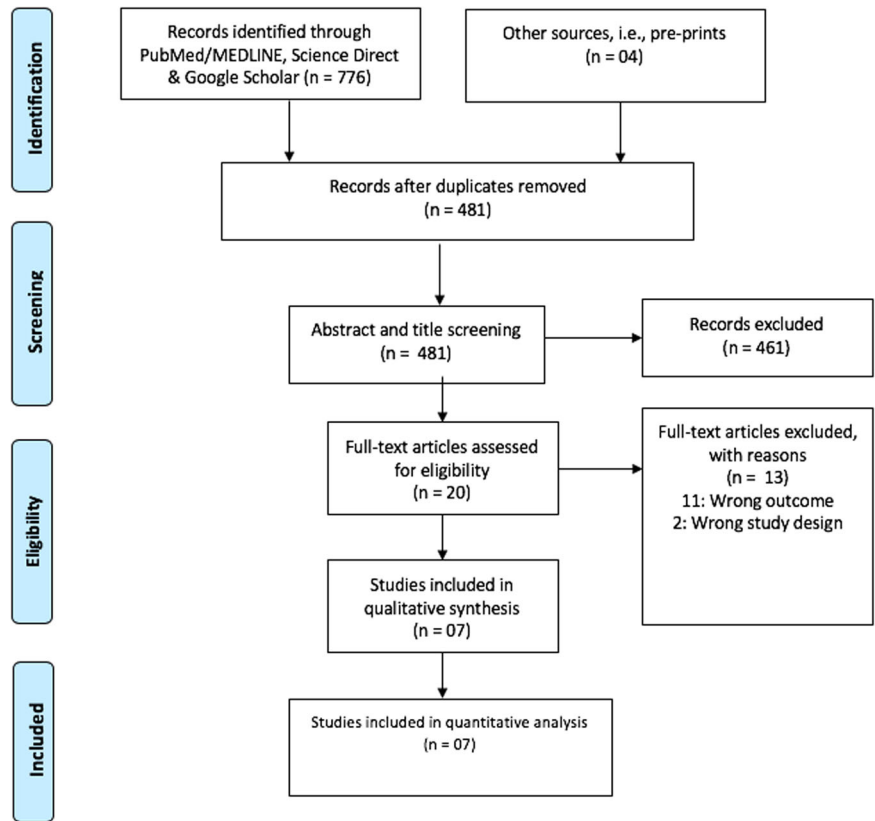 Identification
Records identified through
PubMed/MEDLINE, Science Direct
& Google Scholar (n = 776)
Other sources, i.e., pre-prints
(n = 04)
Records after duplicates removed
(n = 481)
Screening
Abstract and title screening
(n = 481)
Records excluded
(n = 461)
Eligibility
Full-text articles assessed
for eligibility
(n = 20)
Full-text articles excluded,
with reasons
(n = 13)
11: Wrong outcome
2: Wrong study design
Studies included in
qualitative synthesis
(n = 07)
Included
Studies included in quantitative analysis
(n = 07)